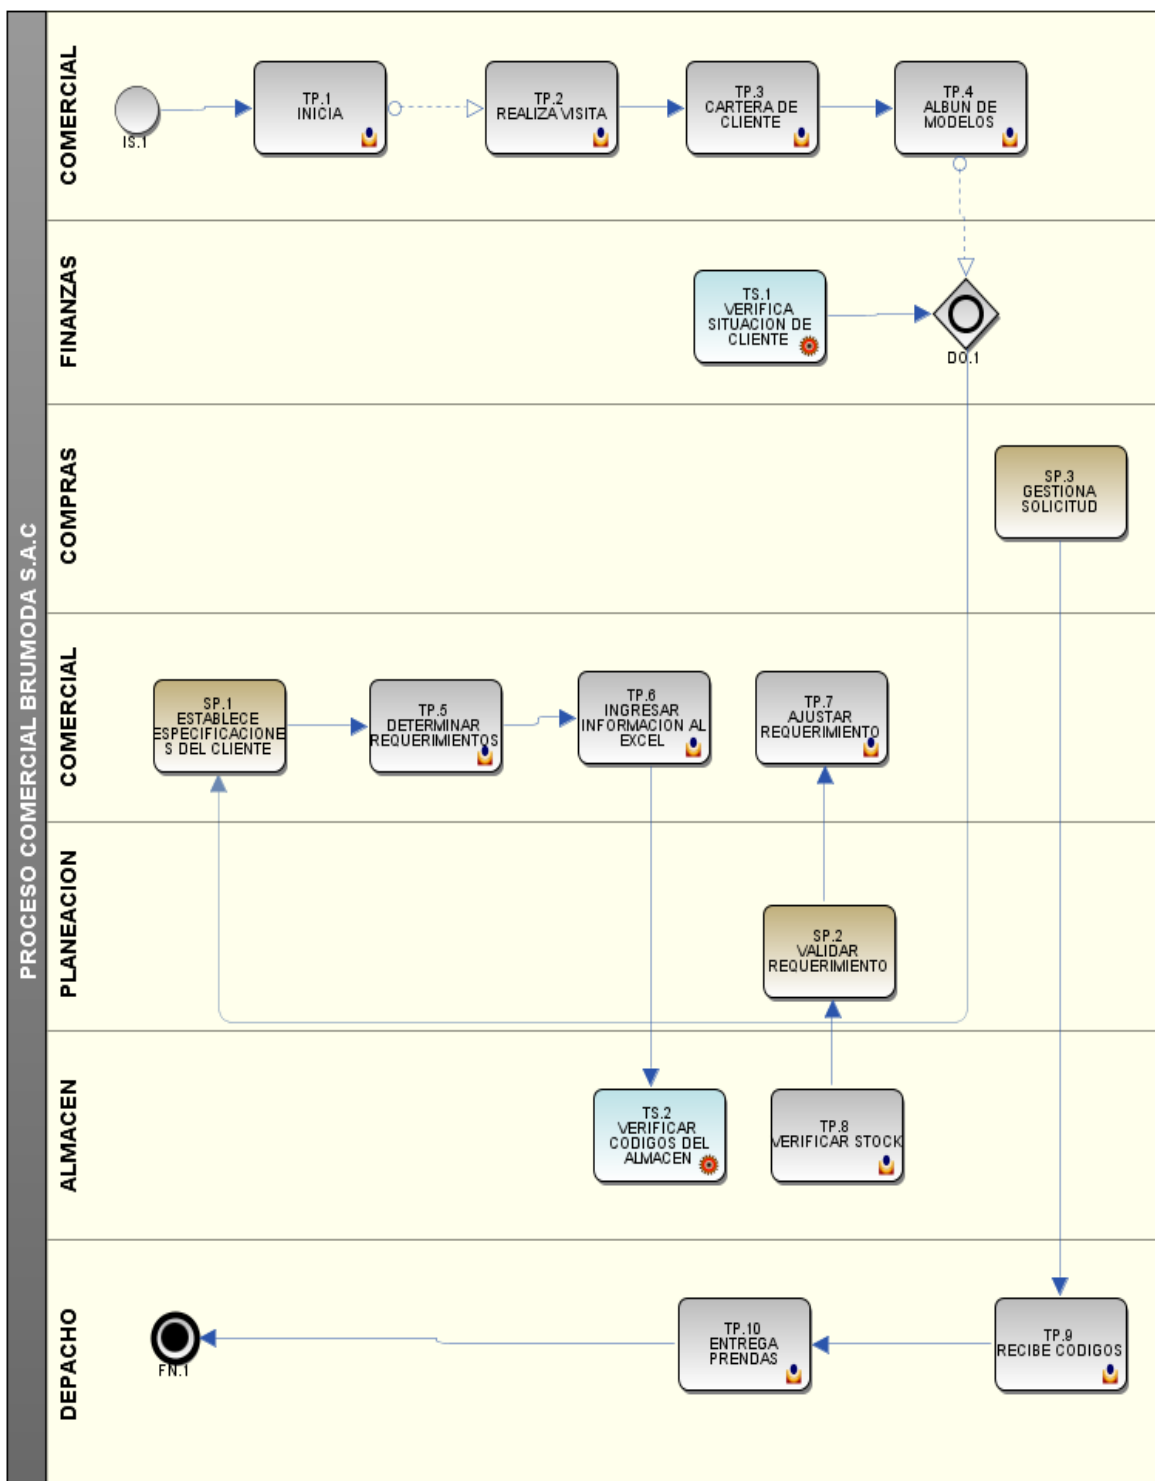 PROCESO COMERCIAL BRUMODA S.A.C
COMERCIAL
IS.1
TP.1
INICIA
TP.2
REALIZA VISITA
TP.3
CARTERA DE
CLIENTE
TP.4
ALBUN DE
MODELOS
FINANZAS
TS.1
VERIFICA
SITUACION DE
CLIENTE
DO.1
COMPRAS
SP.3
GESTIONA
SOLICITUD
COMERCIAL
SP.1
ESTABLECE
ESPECIFICACIONE
S DEL CLIENTE
TP.5
DETERMINAR
REQUERIMIENTOS
TP.6
INGRESAR
INFORMACION AL
EXCEL
TP.7
AJUSTAR
REQUERIMIENTO
PLANEACION
SP.2
VALIDAR
REQUERIMIENTO
ALMACEN
TS.2
VERIFICAR
CODIGOS DEL
ALMACEN
TP.8
VERIFICAR STOCK
DEPACHO
FN.1
TP.10
ENTREGA
PRENDAS
TP.9
RECIBE CODIGOS